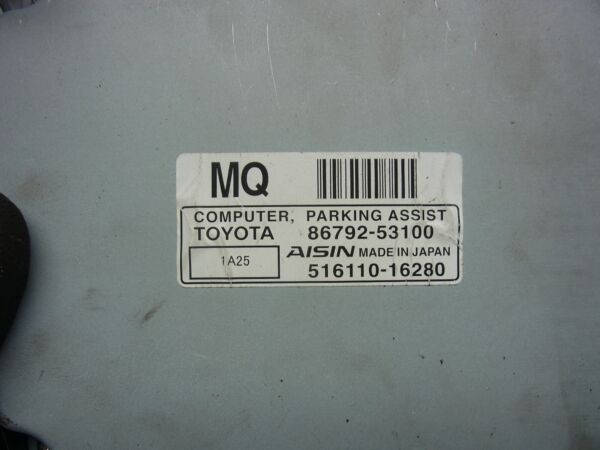 MQ
COMPUTER, PARKING ASSIST
TOYOTA 86792-53100
1A25
AISIN MADE IN JAPAN
516110-16280